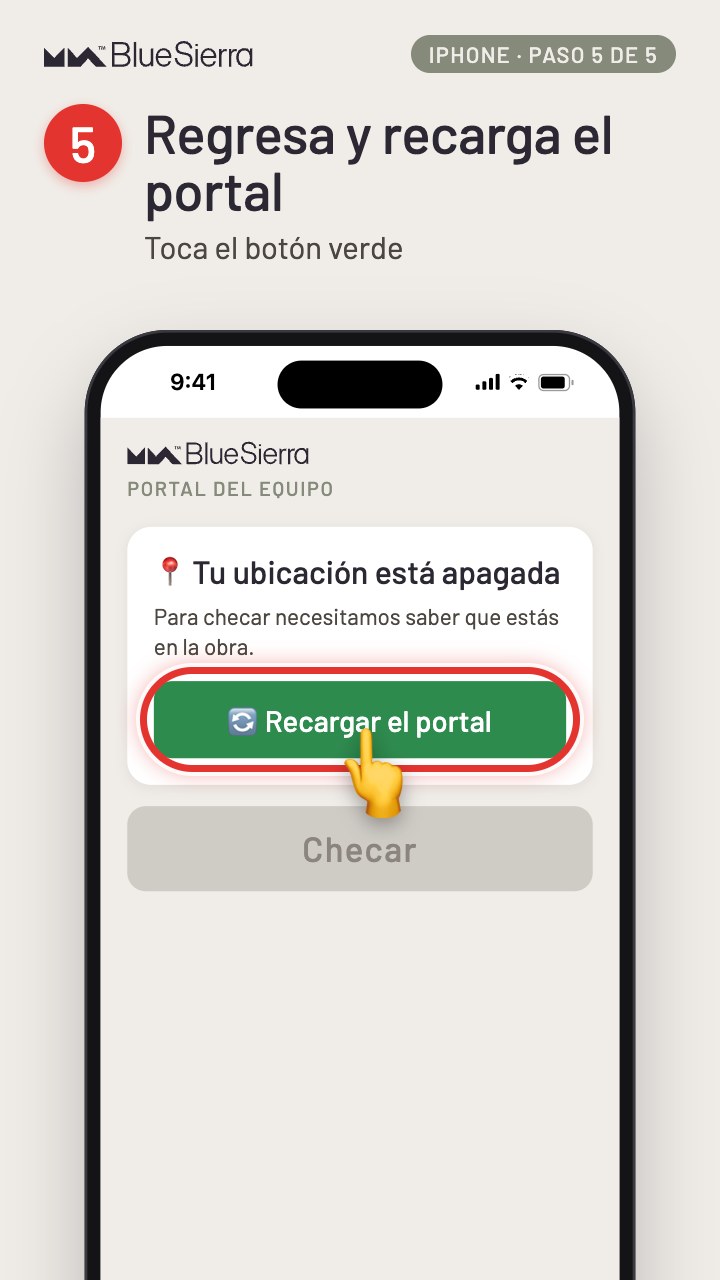 BlueSierra
IPHONE · PASO 5 DE 5
5
Regresa y recarga el
portal
Toca el botón verde
9:41
BlueSierra
PORTAL DEL EQUIPO
📍 Tu ubicación está apagada
Para checar necesitamos saber que estás
en la obra.
🔄 Recargar el portal
Checar